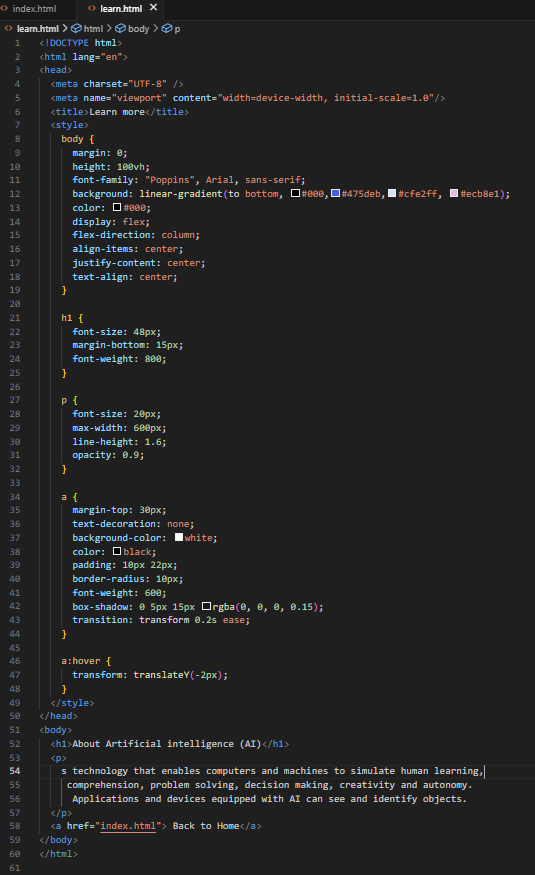 index.html learn.html
learn.html > html > body > p
1 <!DOCTYPE html>
2 <html lang="en">
3 <head>
4 <meta charset="UTF-8" />
5 <meta name="viewport" content="width=device-width, initial-scale=1.0"/>
6 <title>Learn more</title>
7 <style>
8 body {
9 margin: 0;
10 height: 100vh;
11 font-family: "Poppins", Arial, sans-serif;
12 background: linear-gradient(to bottom, #000,#475deb,#cfe2ff, #ecb8e1);
13 color: #000;
14 display: flex;
15 flex-direction: column;
16 align-items: center;
17 justify-content: center;
18 text-align: center;
19 }
20
21 h1 {
22 font-size: 48px;
23 margin-bottom: 15px;
24 font-weight: 800;
25 }
26
27 p {
28 font-size: 20px;
29 max-width: 600px;
30 line-height: 1.6;
31 opacity: 0.9;
32 }
33
34 a {
35 margin-top: 30px;
36 text-decoration: none;
37 background-color: white;
38 color: black;
39 padding: 10px 22px;
40 border-radius: 10px;
41 font-weight: 600;
42 box-shadow: 0 5px 15px rgba(0, 0, 0, 0.15);
43 transition: transform 0.2s ease;
44 }
45
46 a:hover {
47 transform: translateY(-2px);
48 }
49 </style>
50 </head>
51 <body>
52 <h1>About Artificial intelligence (AI)</h1>
53 <p>
54 s technology that enables computers and machines to simulate human learning,
55 comprehension, problem solving, decision making, creativity and autonomy.
56 Applications and devices equipped with AI can see and identify objects.
57 </p>
58 <a href="index.html"> Back to Home</a>
59 </body>
60 </html>
61